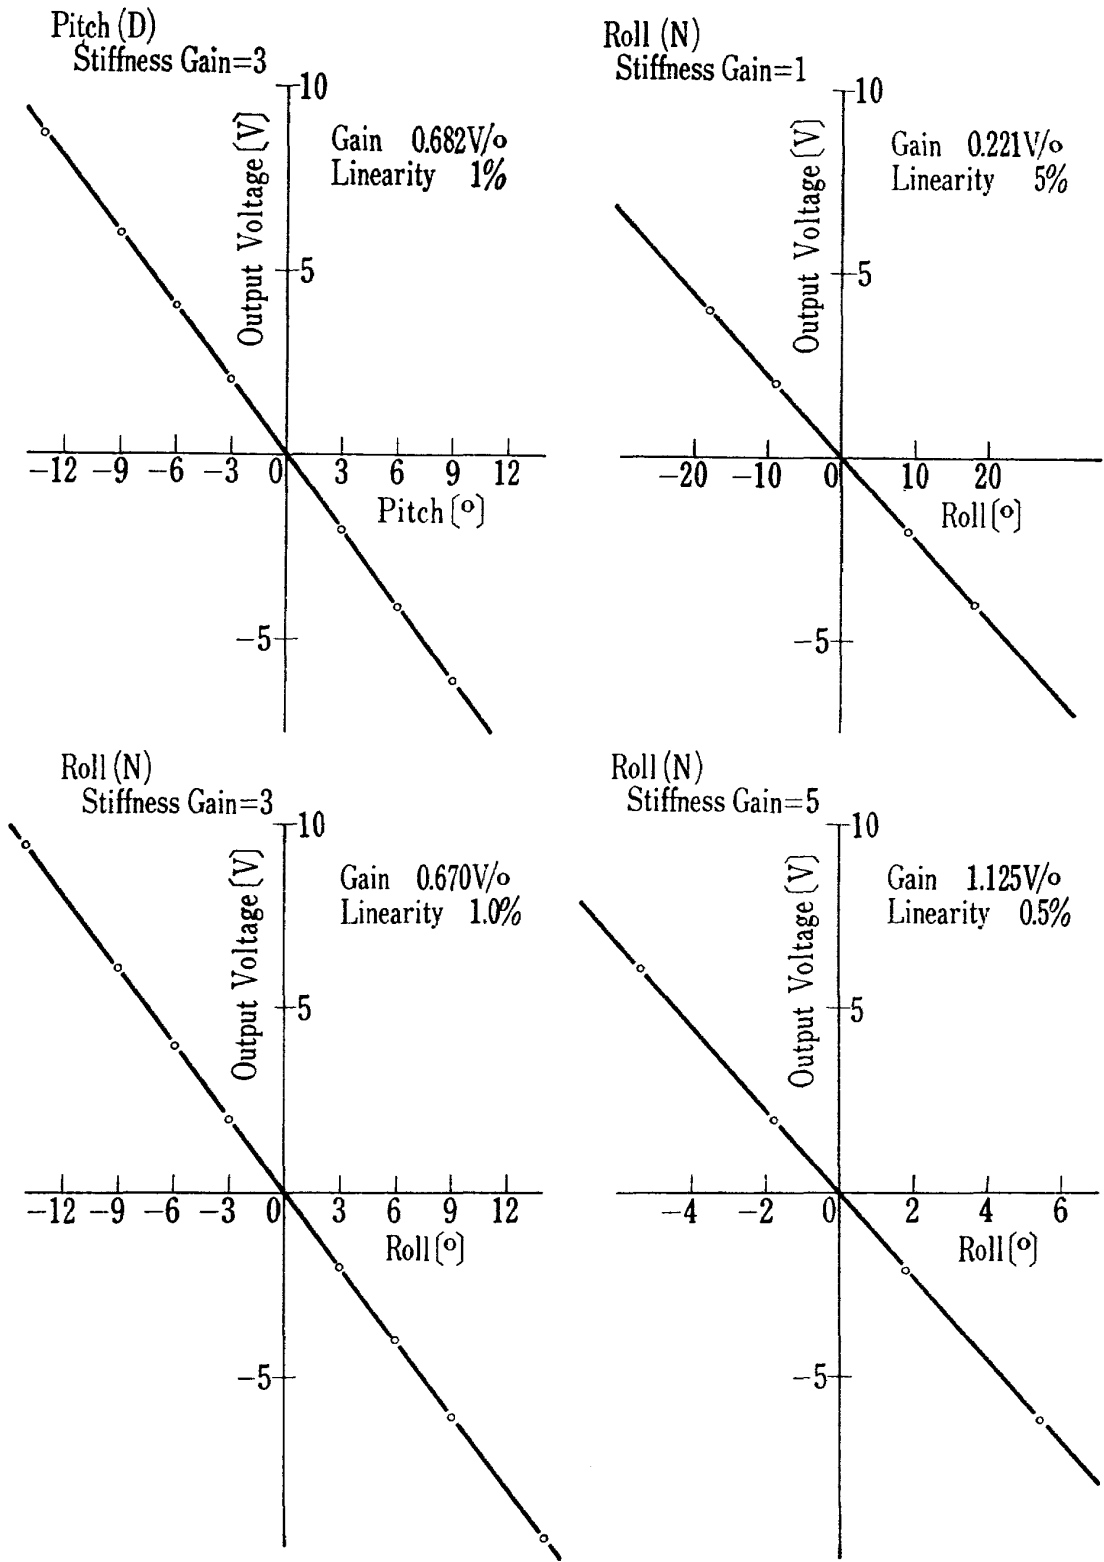 Pitch (D)
Stiffness Gain=3
10
Output Voltage [V]
Gain 0.682V/o
Linearity 1%
5
−12 −9 −6 −3 0 3 6 9 12
Pitch [o]
−5
Roll (N)
Stiffness Gain=1
10
Output Voltage [V]
Gain 0.221V/o
Linearity 5%
5
−20 −10 0 10 20
Roll [o]
−5
Roll (N)
Stiffness Gain=3
10
Output Voltage [V]
Gain 0.670V/o
Linearity 1.0%
5
−12 −9 −6 −3 0 3 6 9 12
Roll [o]
−5
Roll (N)
Stiffness Gain=5
10
Output Voltage [V]
Gain 1.125V/o
Linearity 0.5%
5
−4 −2 0 2 4 6
Roll [o]
−5